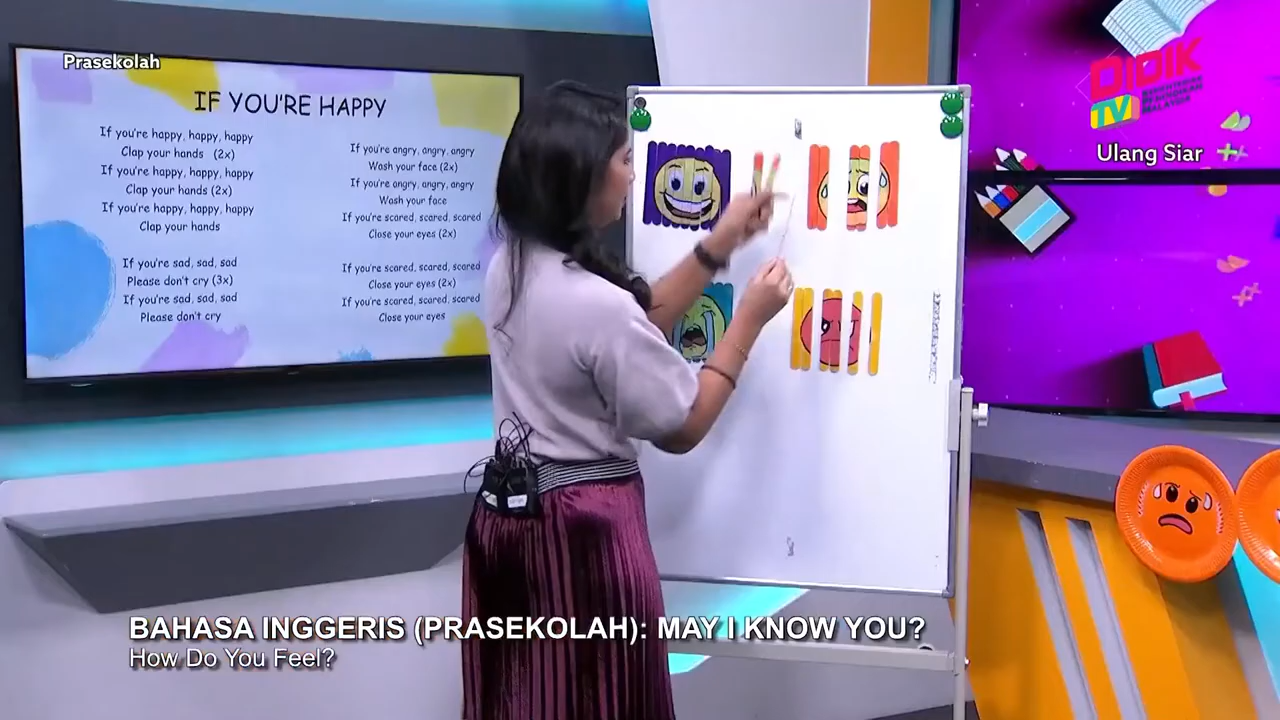 Prasekolah
IF YOU'RE HAPPY
If you're happy, happy, happy
Clap your hands (2x)
If you're happy, happy, happy
Clap your hands (2x)
If you're happy, happy, happy
Clap your hands
If you're sad, sad, sad
Please don't cry (3x)
If you're sad, sad, sad
Please don't cry
If you're angry, angry, angry
Wash your face (2x)
If you're angry, angry, angry
Wash your face
If you're scared, scared, scared
Close your eyes (2x)
If you're scared, scared, scared
Close your eyes (2x)
If you're scared, scared, scared
Close your eyes
DIDIK
TV
KEMENTERIAN
PENDIDIKAN
MALAYSIA
Ulang Siar
BAHASA INGGERIS (PRASEKOLAH): MAY I KNOW YOU?
How Do You Feel?